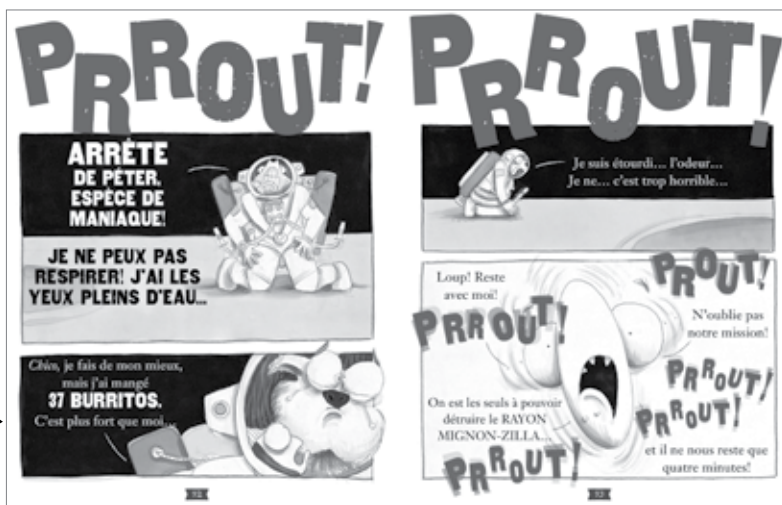 PRROUT!
ARRÊTE
DE PÉTER,
ESPÈCE DE
MANIAQUE!
JE NE PEUX PAS
RESPIRER! J'AI LES
YEUX PLEINS D'EAU...
Chico, je fais de mon mieux,
mais j'ai mangé
37 BURRITOS.
C'est plus fort que moi...
PRROUT!
Je suis étourdi... l'odeur...
Je ne... c'est trop horrible...
Loup! Reste
avec moi!
PROUT!
PRROUT!
N'oublie pas
notre mission!
PRROUT!
On est les seuls à pouvoir
détruire le RAYON
MIGNON-ZILLA...
PRROUT!
PRROUT!
et il ne nous reste que
quatre minutes!